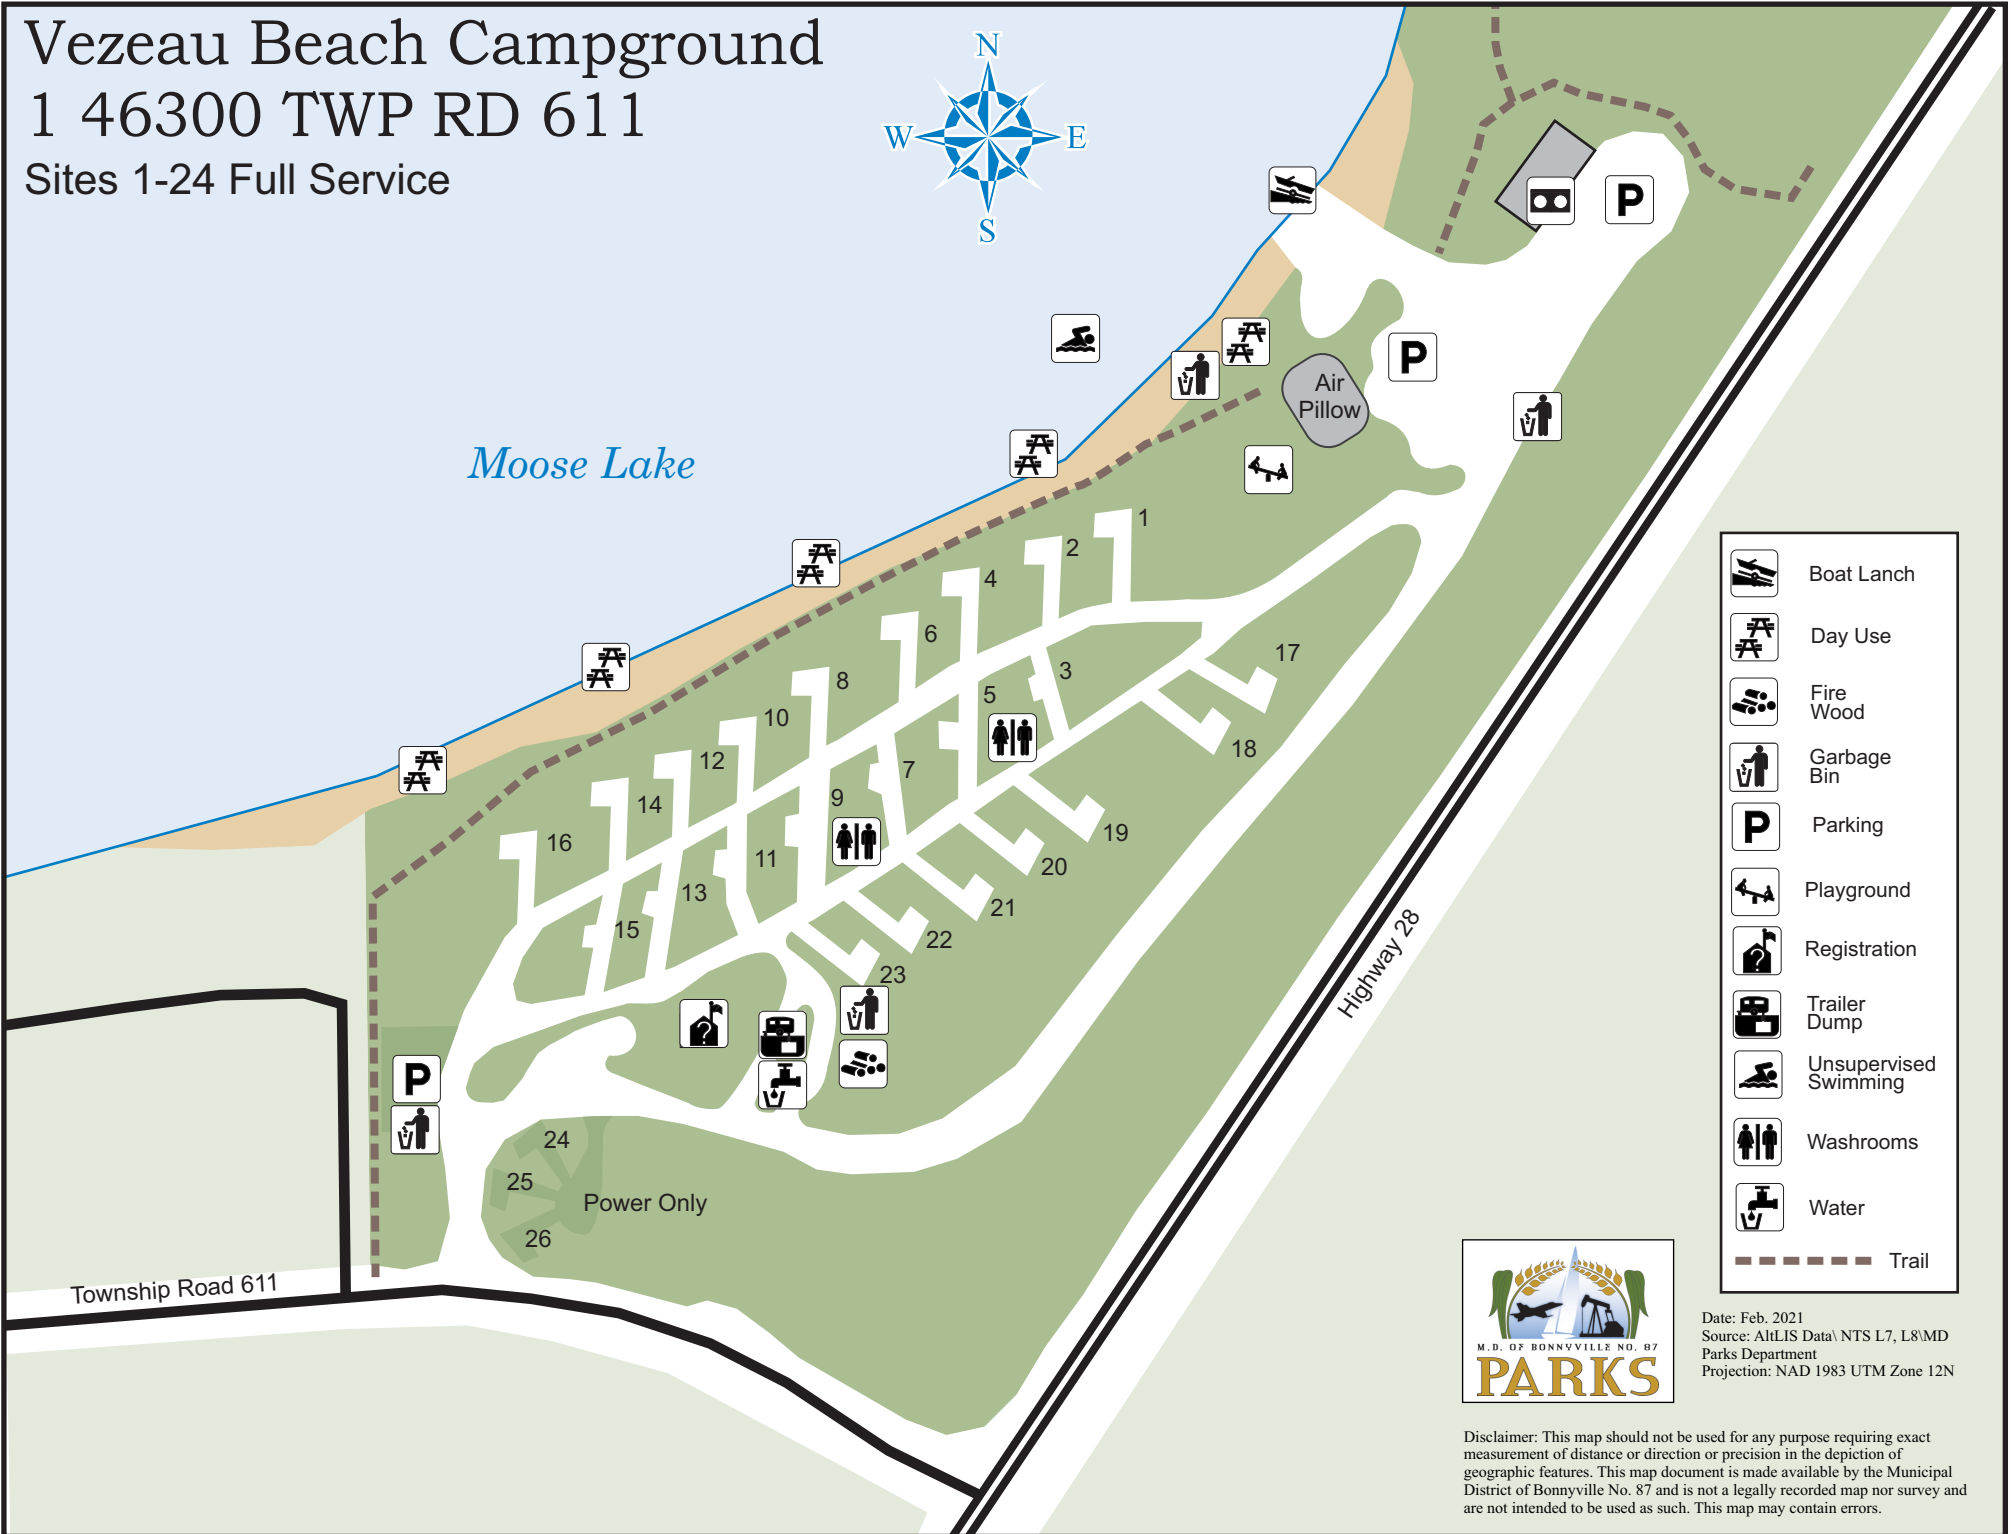 Vezeau Beach Campground
1 46300 TWP RD 611
Sites 1-24 Full Service
N
W
E
S
Moose Lake
P
P
Air
Pillow
1
2
4
6
8
10
12
14
16
3
5
7
9
11
13
15
17
18
19
20
21
22
23
?
P
24
25
26
Power Only
Township Road 611
Highway 28
Boat Lanch
Day Use
Fire
Wood
Garbage
Bin
P
Parking
Playground
?
Registration
Trailer
Dump
Unsupervised
Swimming
Washrooms
Water
Trail
M.D. OF BONNYVILLE NO. 87
PARKS
Date: Feb. 2021
Source: AltLIS Data\ NTS L7, L8\MD
Parks Department
Projection: NAD 1983 UTM Zone 12N
Disclaimer: This map should not be used for any purpose requiring exact
measurement of distance or direction or precision in the depiction of
geographic features. This map document is made available by the Municipal
District of Bonnyville No. 87 and is not a legally recorded map nor survey and
are not intended to be used as such. This map may contain errors.